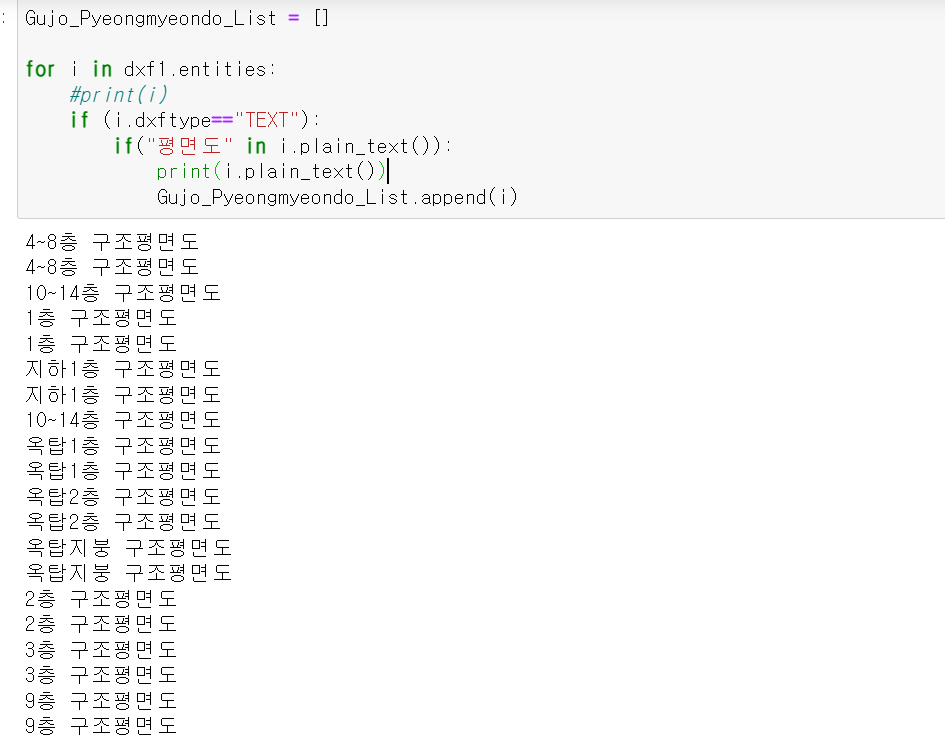 :
Gujo_Pyeongmyeondo_List = []
for i in dxf1.entities:
#print(i)
if (i.dxftype=="TEXT"):
if("평면도" in i.plain_text()):
print(i.plain_text())
Gujo_Pyeongmyeondo_List.append(i)
4~8층 구조평면도
4~8층 구조평면도
10~14층 구조평면도
1층 구조평면도
1층 구조평면도
지하1층 구조평면도
지하1층 구조평면도
10~14층 구조평면도
옥탑1층 구조평면도
옥탑1층 구조평면도
옥탑2층 구조평면도
옥탑2층 구조평면도
옥탑지붕 구조평면도
옥탑지붕 구조평면도
2층 구조평면도
2층 구조평면도
3층 구조평면도
3층 구조평면도
9층 구조평면도
9층 구조평면도